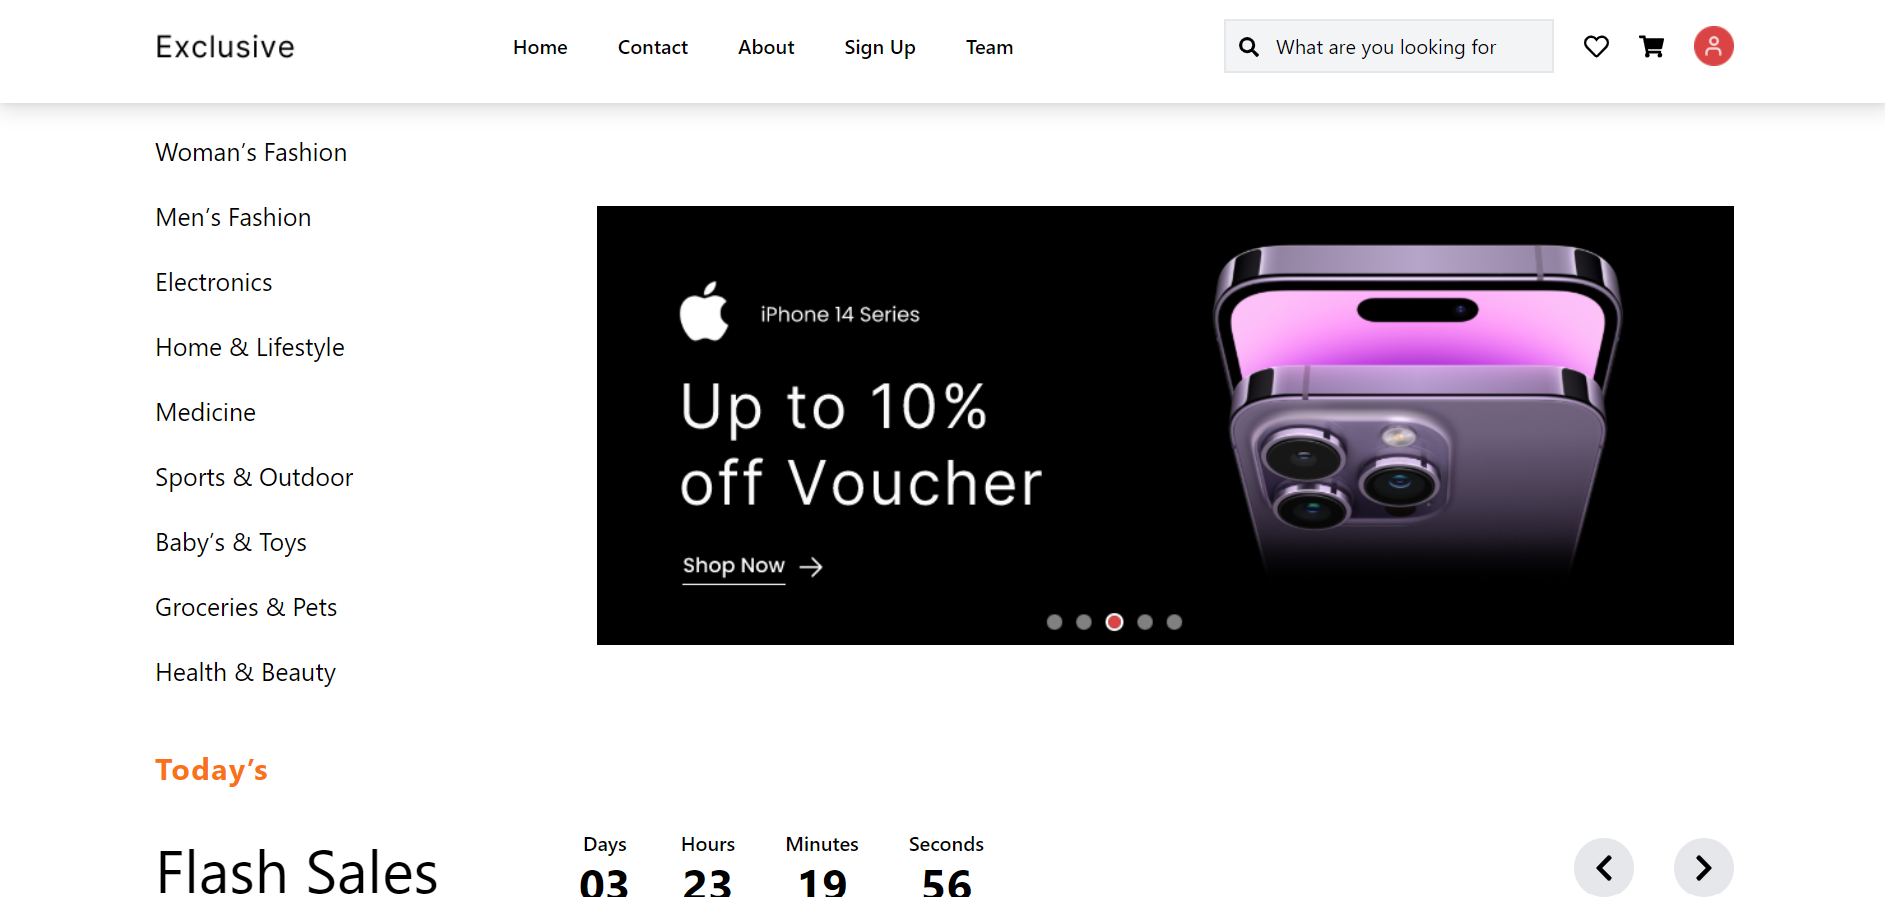 Exclusive
Home Contact About Sign Up Team
What are you looking for
Woman’s Fashion
Men’s Fashion
Electronics
Home & Lifestyle
Medicine
Sports & Outdoor
Baby’s & Toys
Groceries & Pets
Health & Beauty
iPhone 14 Series
Up to 10%
off Voucher
Shop Now
Today’s
Flash Sales
Days Hours Minutes Seconds
03 23 19 56